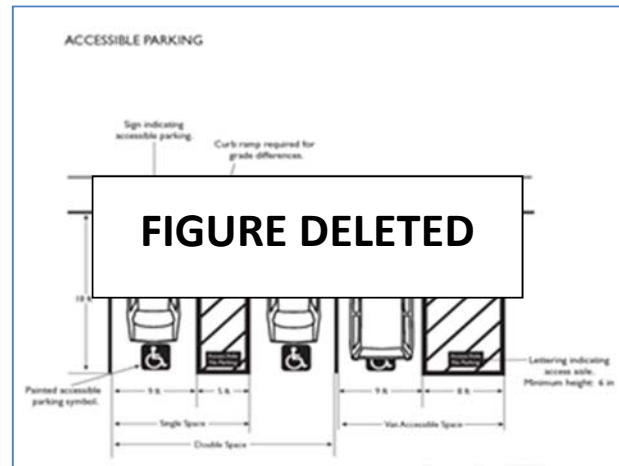 ACCESSIBLE PARKING
Sign indicating
accessible parking.
Curb ramp required for
grade differences.
FIGURE DELETED
18 ft
Painted accessible
parking symbol.
9 ft
5 ft
9 ft
8 ft
Lettering indicating
access aisle.
Minimum height: 6 in
Single Space
Van Accessible Space
Double Space